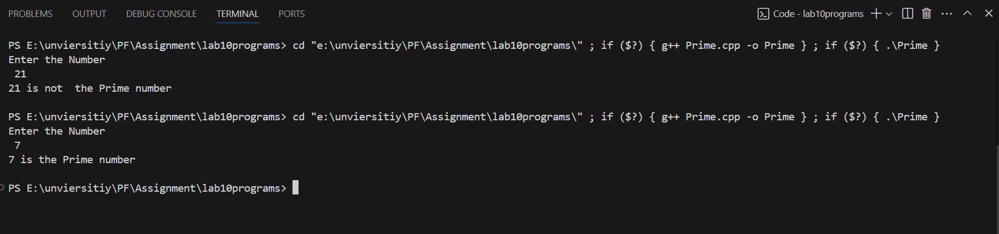 PROBLEMS OUTPUT DEBUG CONSOLE TERMINAL PORTS Code - lab10programs
PS E:\unviersitiy\PF\Assignment\lab10programs> cd "e:\unviersitiy\PF\Assignment\lab10programs\" ; if ($?) { g++ Prime.cpp -o Prime } ; if ($?) { .\Prime }
Enter the Number
 21
21 is not  the Prime number
PS E:\unviersitiy\PF\Assignment\lab10programs> cd "e:\unviersitiy\PF\Assignment\lab10programs\" ; if ($?) { g++ Prime.cpp -o Prime } ; if ($?) { .\Prime }
Enter the Number
 7
7 is the Prime number
PS E:\unviersitiy\PF\Assignment\lab10programs>